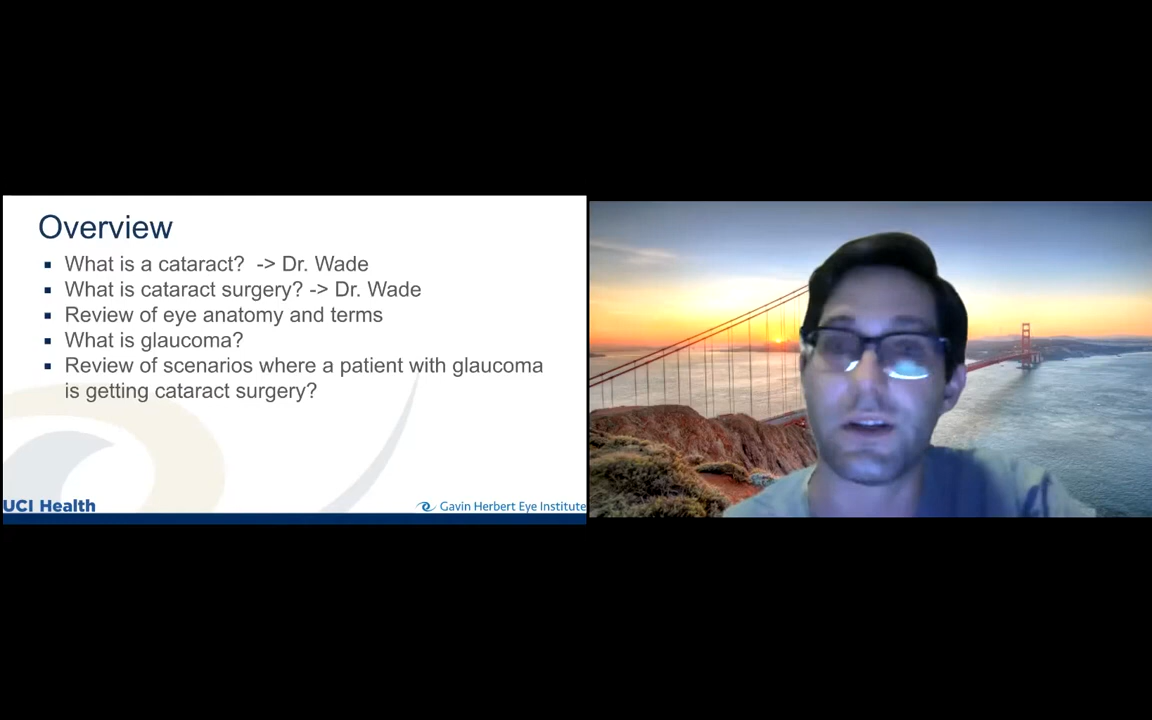 Overview
What is a cataract?  -> Dr. Wade
What is cataract surgery? -> Dr. Wade
Review of eye anatomy and terms
What is glaucoma?
Review of scenarios where a patient with glaucoma
is getting cataract surgery?
UCI Health
Gavin Herbert Eye Institute